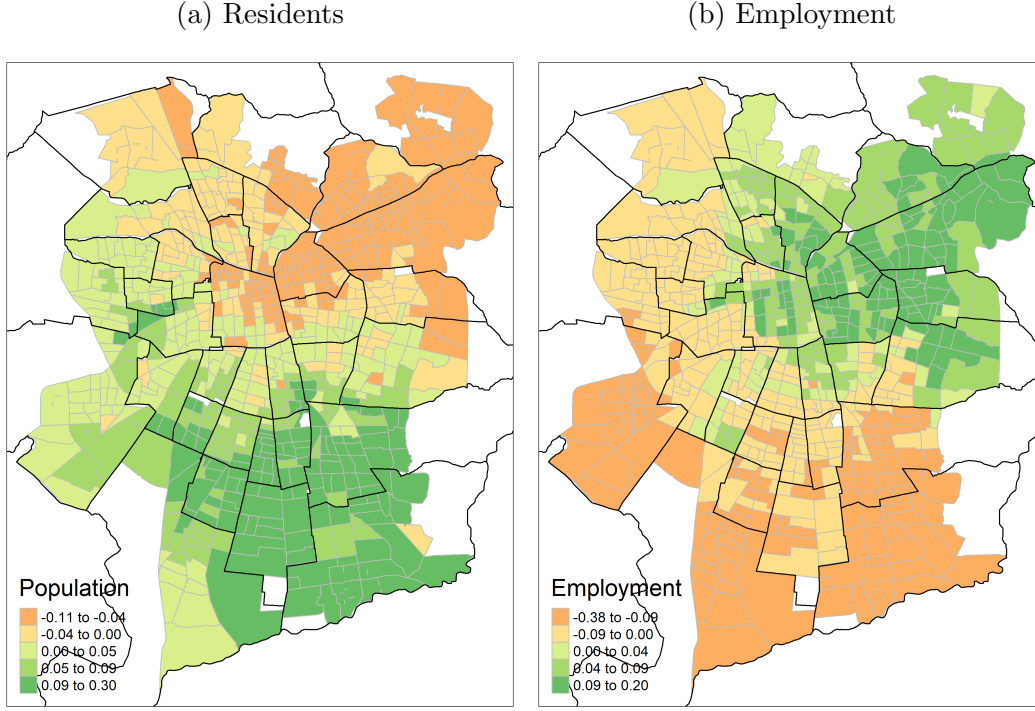 (a) Residents
(b) Employment
Population
-0.11 to -0.04
-0.04 to 0.00
0.00 to 0.05
0.05 to 0.09
0.09 to 0.30
Employment
-0.38 to -0.09
-0.09 to 0.00
0.00 to 0.04
0.04 to 0.09
0.09 to 0.20